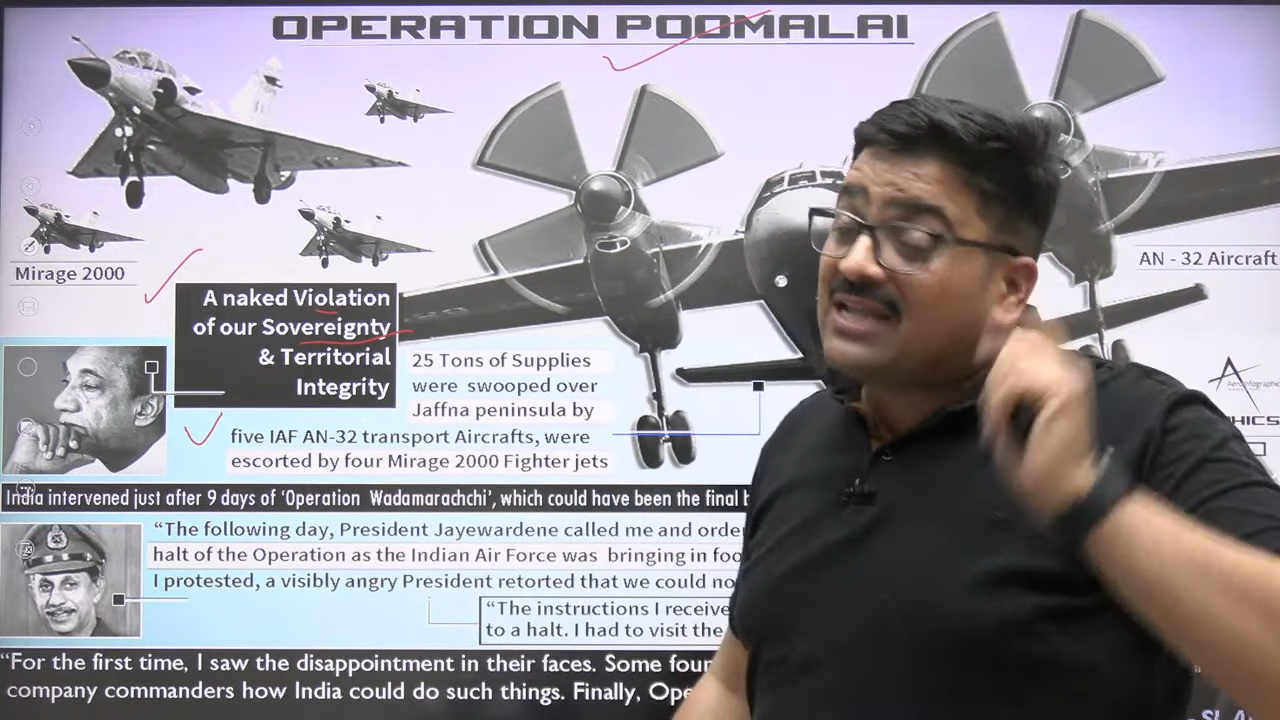 OPERATION POOMALAI
Mirage 2000
AN - 32 Aircraft
A naked Violation
of our Sovereignty
& Territorial
Integrity
25 Tons of Supplies
were swooped over
Jaffna peninsula by
five IAF AN-32 transport Aircrafts, were
escorted by four Mirage 2000 Fighter jets
India intervened just after 9 days of ‘Operation Wadamarachchi’, which could have been the final b
“The following day, President Jayewardene called me and orde
halt of the Operation as the Indian Air Force was bringing in foo
I protested, a visibly angry President retorted that we could no
“The instructions I receive
to a halt. I had to visit the
“For the first time, I saw the disappointment in their faces. Some four
company commanders how India could do such things. Finally, Ope